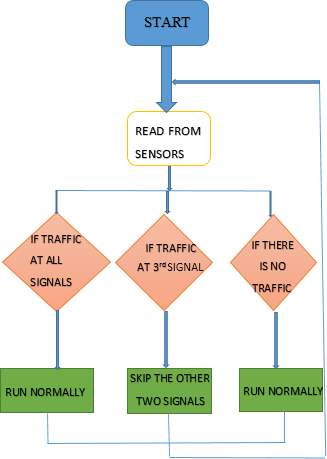 START
READ FROM
SENSORS
IF TRAFFIC
AT ALL
SIGNALS
IF TRAFFIC
AT 3rd SIGNAL
IF THERE
IS NO
TRAFFIC
RUN NORMALLY
SKIP THE OTHER
TWO SIGNALS
RUN NORMALLY